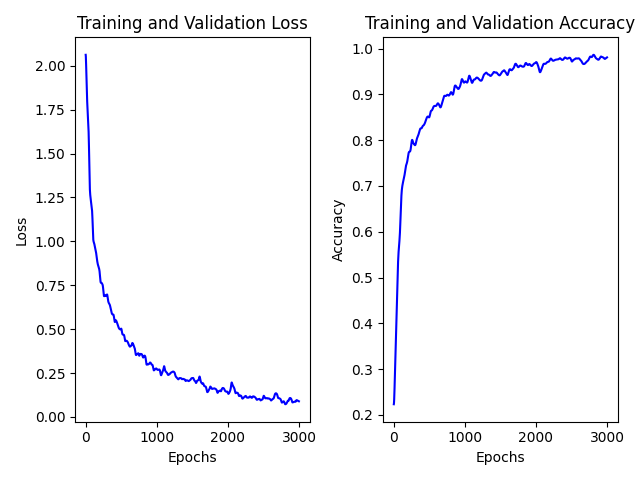 Training and Validation Loss
2.00
1.75
1.50
1.25
1.00
0.75
0.50
0.25
0.00
0 1000 2000 3000
Epochs
Loss
Training and Validation Accuracy
1.0
0.9
0.8
0.7
0.6
0.5
0.4
0.3
0.2
0 1000 2000 3000
Epochs
Accuracy